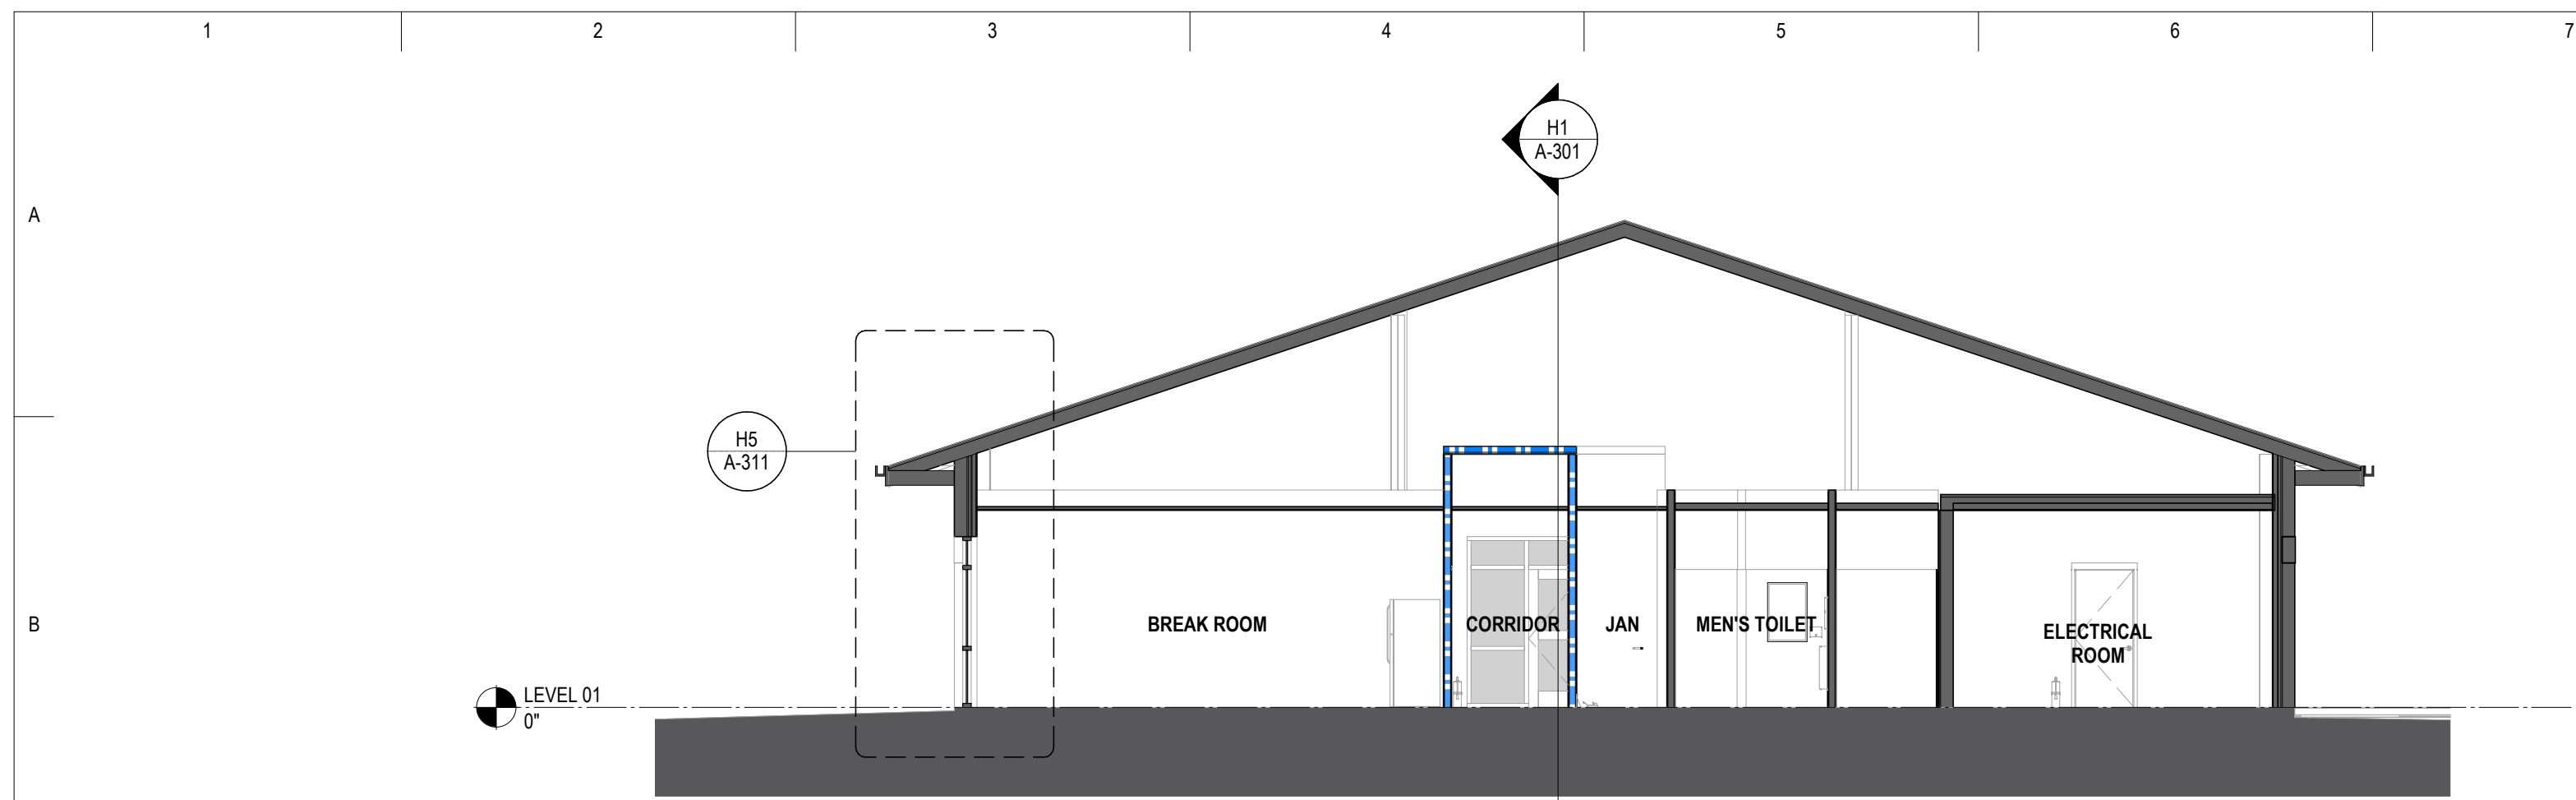 1 2 3 4 5 6 7
H1
A-301
A
H5
A-311
B
BREAK ROOM
CORRIDOR
JAN
MEN'S TOILET
ELECTRICAL
ROOM
LEVEL 01
0"